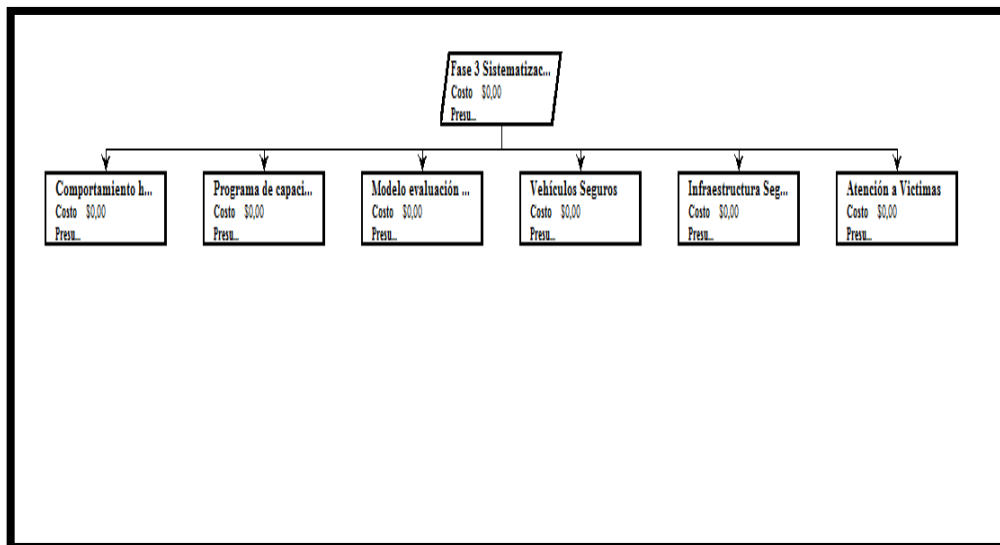 Fase 3 Sistematizac...
Costo $0,00
Presu...
Comportamiento h...
Costo $0,00
Presu...
Programa de capaci...
Costo $0,00
Presu...
Modelo evaluación ...
Costo $0,00
Presu...
Vehículos Seguros
Costo $0,00
Presu...
Infraestructura Seg...
Costo $0,00
Presu...
Atención a Victimas
Costo $0,00
Presu...